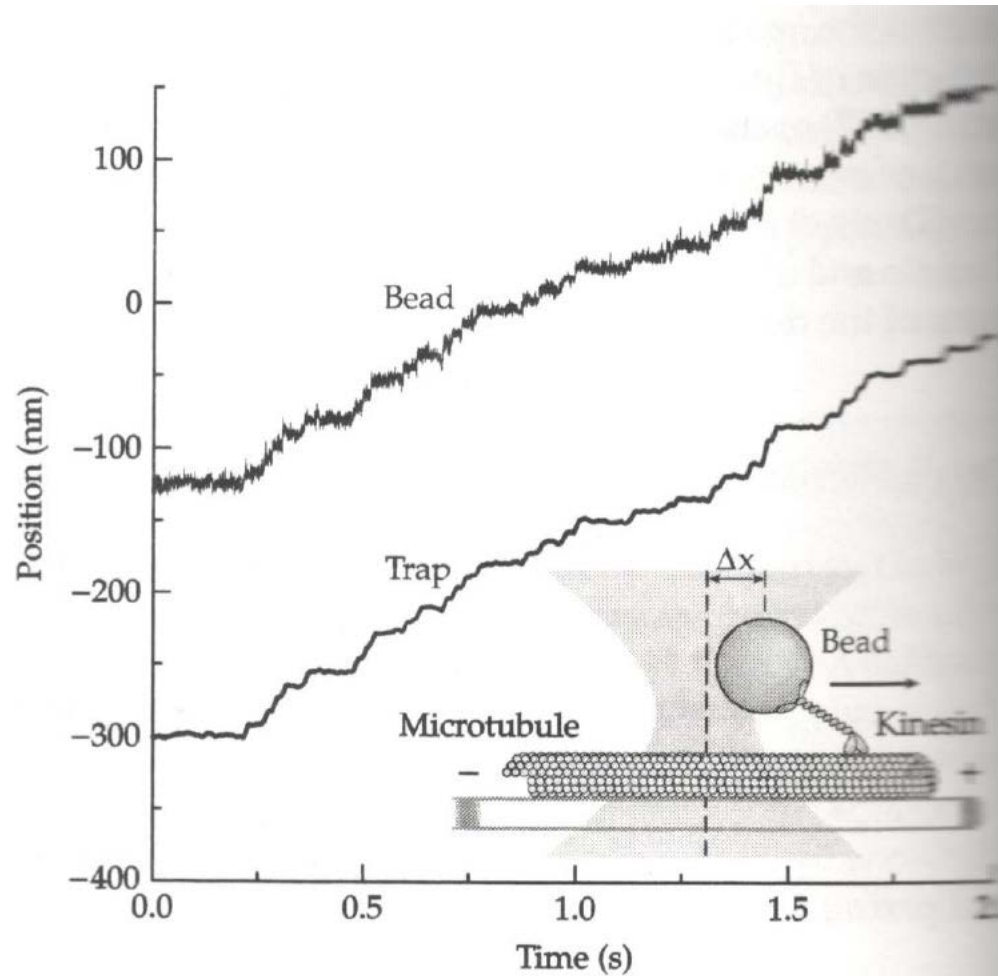 100
0
−100
−200
−300
−400
Position (nm)
Bead
Trap
Δx
Bead
Microtubule
Kinesin
−
+
0.0
0.5
1.0
1.5
Time (s)